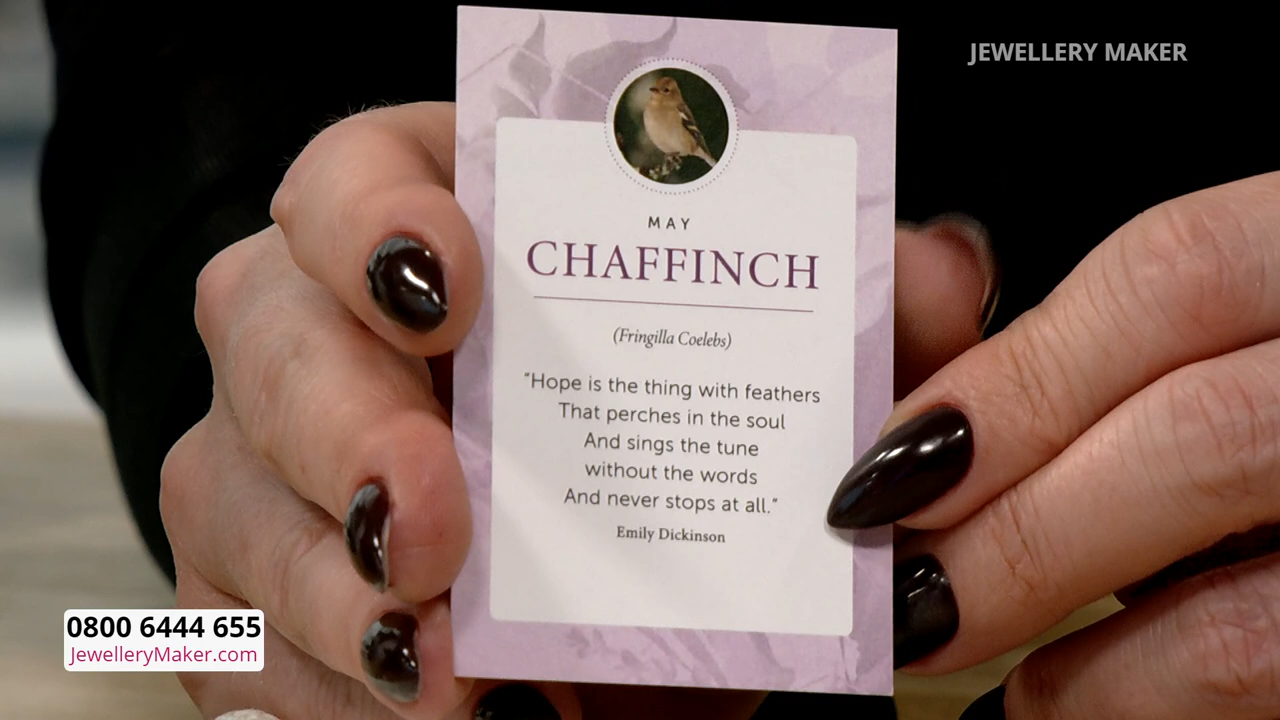 JEWELLERY MAKER
MAY
CHAFFINCH
(Fringilla Coelebs)
"Hope is the thing with feathers
That perches in the soul
And sings the tune
without the words
And never stops at all."
Emily Dickinson
0800 6444 655
JewelleryMaker.com